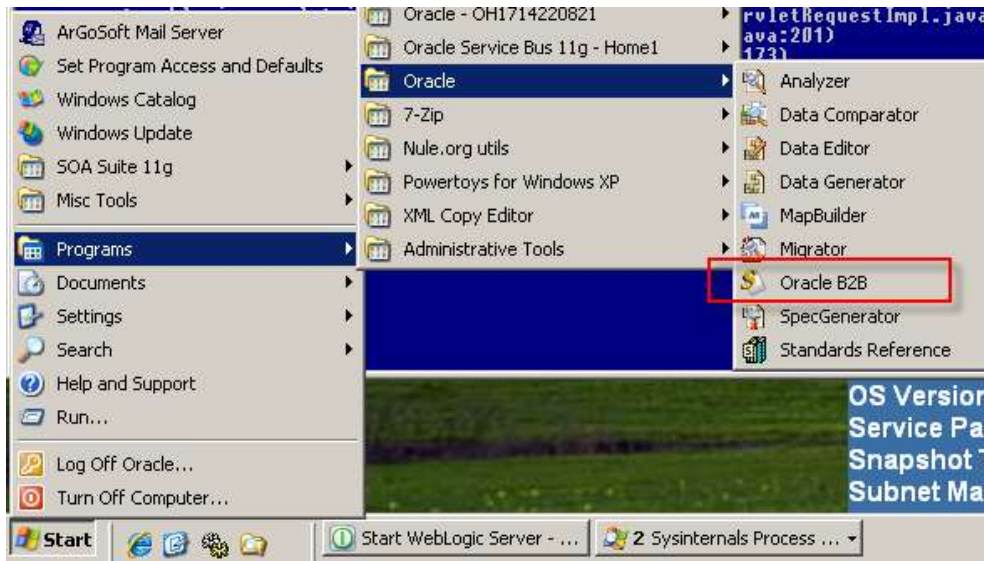 ArGoSoft Mail Server
Set Program Access and Defaults
Windows Catalog
Windows Update
SOA Suite 11g
Misc Tools
Programs
Documents
Settings
Search
Help and Support
Run...
Log Off Oracle...
Turn Off Computer...
Oracle - OH1714220821
Oracle Service Bus 11g - Home1
Oracle
7-Zip
Nule.org utils
Powertoys for Windows XP
XML Copy Editor
Administrative Tools
rvletRequestImpl.java
ava:201)
173)
Analyzer
Data Comparator
Data Editor
Data Generator
MapBuilder
Migrator
Oracle B2B
SpecGenerator
Standards Reference
OS Version
Service Pa
Snapshot T
Subnet Ma
Start
Start WebLogic Server - ...
2 Sysinternals Process ...